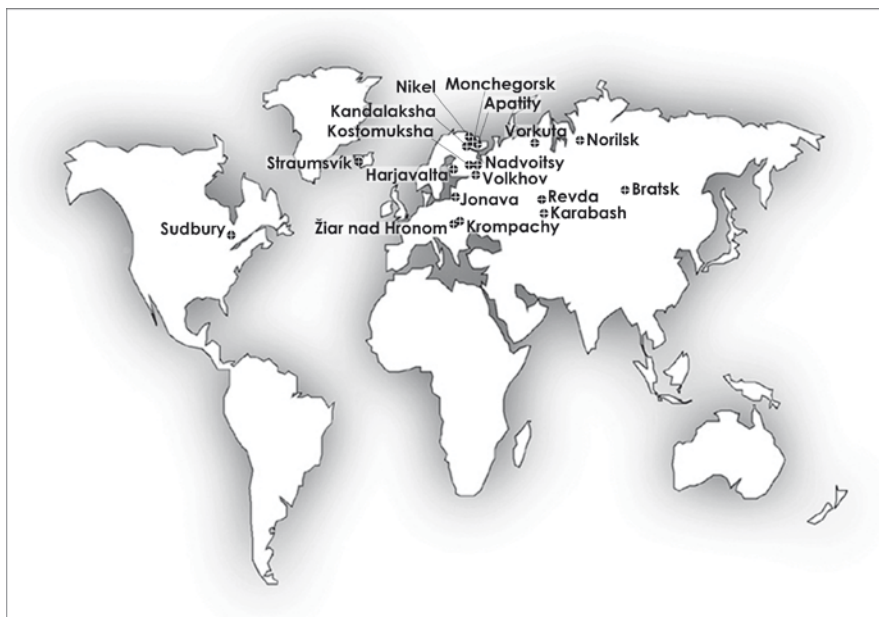 Nikel
Monchegorsk
Apatity
Kandalaksha
Kostomuksha
Vorkuta
Norilsk
Straumsvík
Nadvoitsy
Harjavalta
Volkhov
Jonava
Revda
Bratsk
Karabash
Sudbury
Žiar nad Hronom
Krompachy